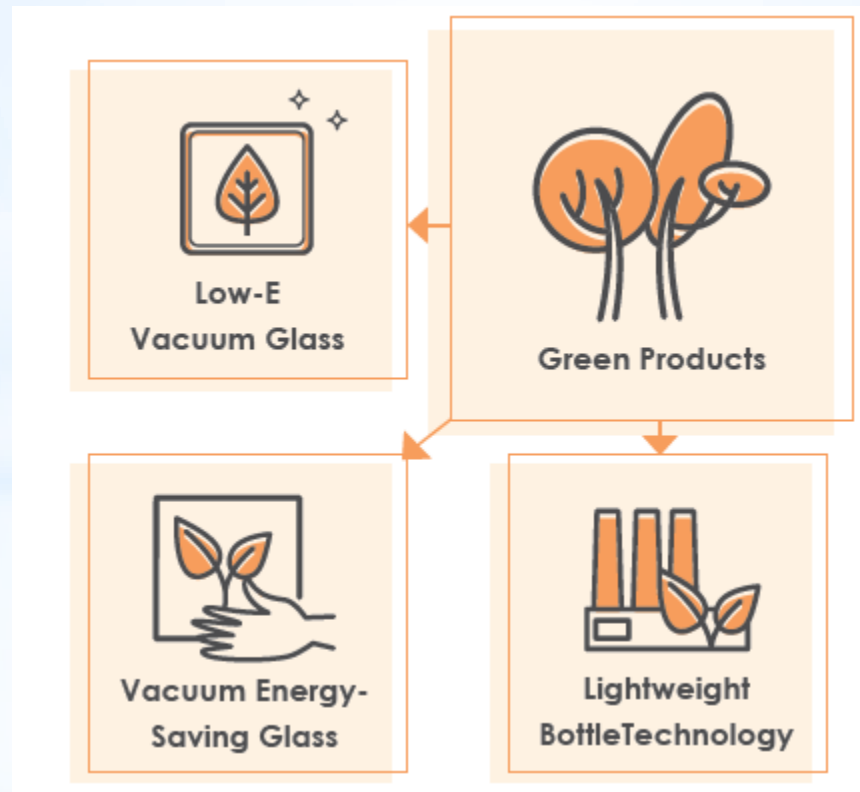 Low-E
Vacuum Glass
Green Products
Vacuum Energy-
Saving Glass
Lightweight
BottleTechnology